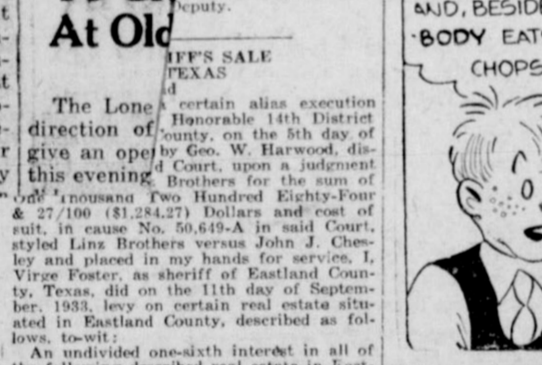 Deputy.
At Old
IFF'S SALE
TEXAS
The Lone
direction of
give an ope
this evening
certain alias execution
Honorable 14th District
ounty, on the 5th day of
by Geo. W. Harwood, dis-
d Court, upon a judgment
Brothers for the sum of
One Thousand Two Hundred Eighty-Four
& 27/100 ($1,284.27) Dollars and cost of
suit, in cause No. 50,649-A in said Court,
styled Linz Brothers versus John J. Ches-
ley and placed in my hands for service, I,
Virge Foster, as sheriff of Eastland Coun-
ty, Texas, did on the 11th day of Septem-
ber, 1933, levy on certain real estate situ-
ated in Eastland County, described as fol-
lows, to-wit:
An undivided one-sixth interest in all of
AND, BESID
BODY EAT
CHOPS